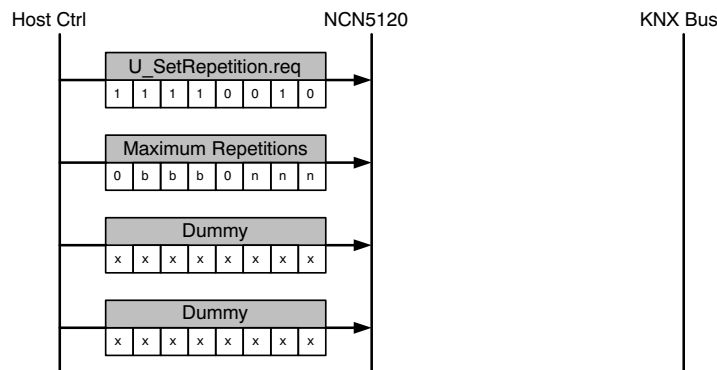 Host Ctrl NCN5120 KNX Bus
U_SetRepetition.req
1 1 1 1 0 0 1 0
Maximum Repetitions
0 b b b 0 n n n
Dummy
x x x x x x x x
Dummy
x x x x x x x x